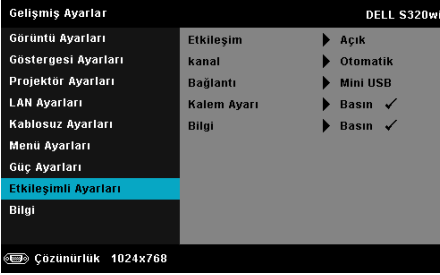 Gelişmiş Ayarlar DELL S320wi
Görüntü Ayarları
Göstergesi Ayarları
Projektör Ayarları
LAN Ayarları
Kablosuz Ayarları
Menü Ayarları
Güç Ayarları
Etkileşimli Ayarları
Bilgi
Etkileşim Açık
kanal Otomatik
Bağlantı Mini USB
Kalem Ayarı Basın ✓
Bilgi Basın ✓
Çözünürlük 1024x768